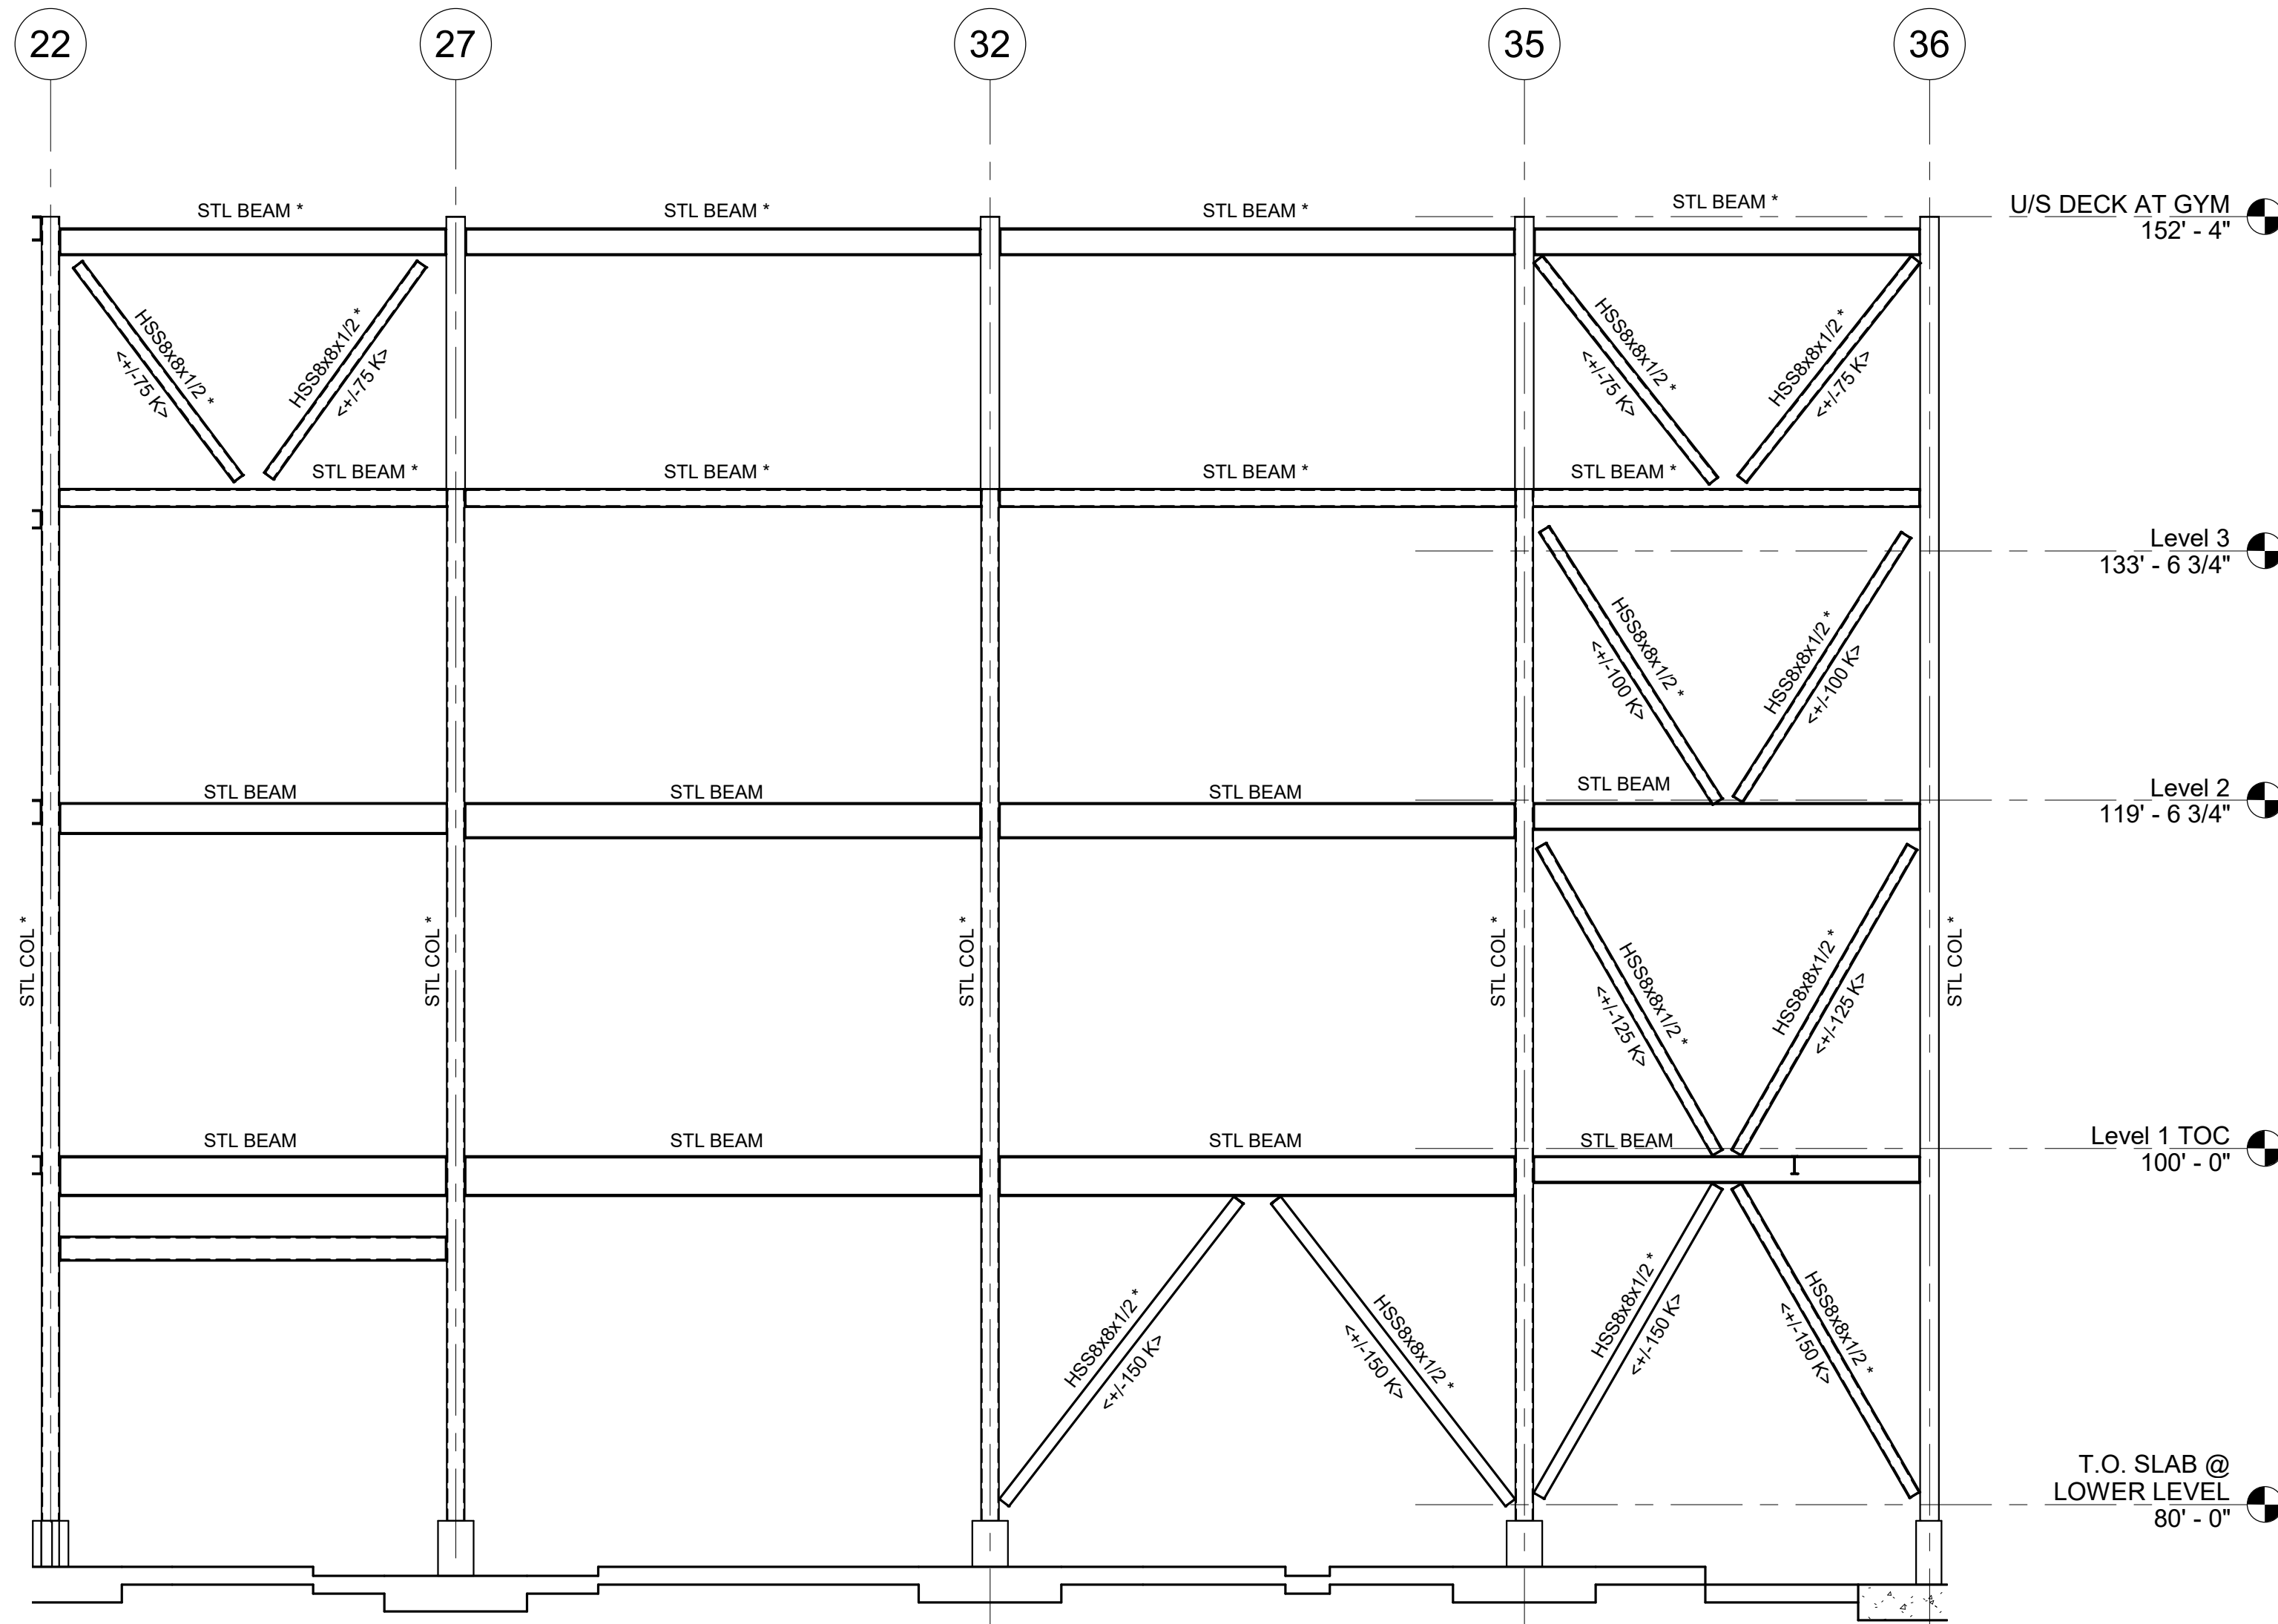 22
27
32
35
36
STL BEAM *
STL BEAM *
STL BEAM *
STL BEAM *
U/S DECK AT GYM
152' - 4"
HSS8x8x1/2 *
<+/-75 K>
HSS8x8x1/2 *
<+/-75 K>
HSS8x8x1/2 *
<+/-75 K>
HSS8x8x1/2 *
<+/-75 K>
STL BEAM *
STL BEAM *
STL BEAM *
STL BEAM *
Level 3
133' - 6 3/4"
HSS8x8x1/2 *
<+/-100 K>
HSS8x8x1/2 *
<+/-100 K>
STL BEAM
STL BEAM
STL BEAM
STL BEAM
Level 2
119' - 6 3/4"
STL COL *
STL COL *
STL COL *
STL COL *
HSS8x8x1/2 *
<+/-125 K>
HSS8x8x1/2 *
<+/-125 K>
STL COL *
STL BEAM
STL BEAM
STL BEAM
STL BEAM
Level 1 TOC
100' - 0"
HSS8x8x1/2 *
<+/-150 K>
HSS8x8x1/2 *
<+/-150 K>
HSS8x8x1/2 *
<+/-150 K>
HSS8x8x1/2 *
<+/-150 K>
T.O. SLAB @
LOWER LEVEL
80' - 0"